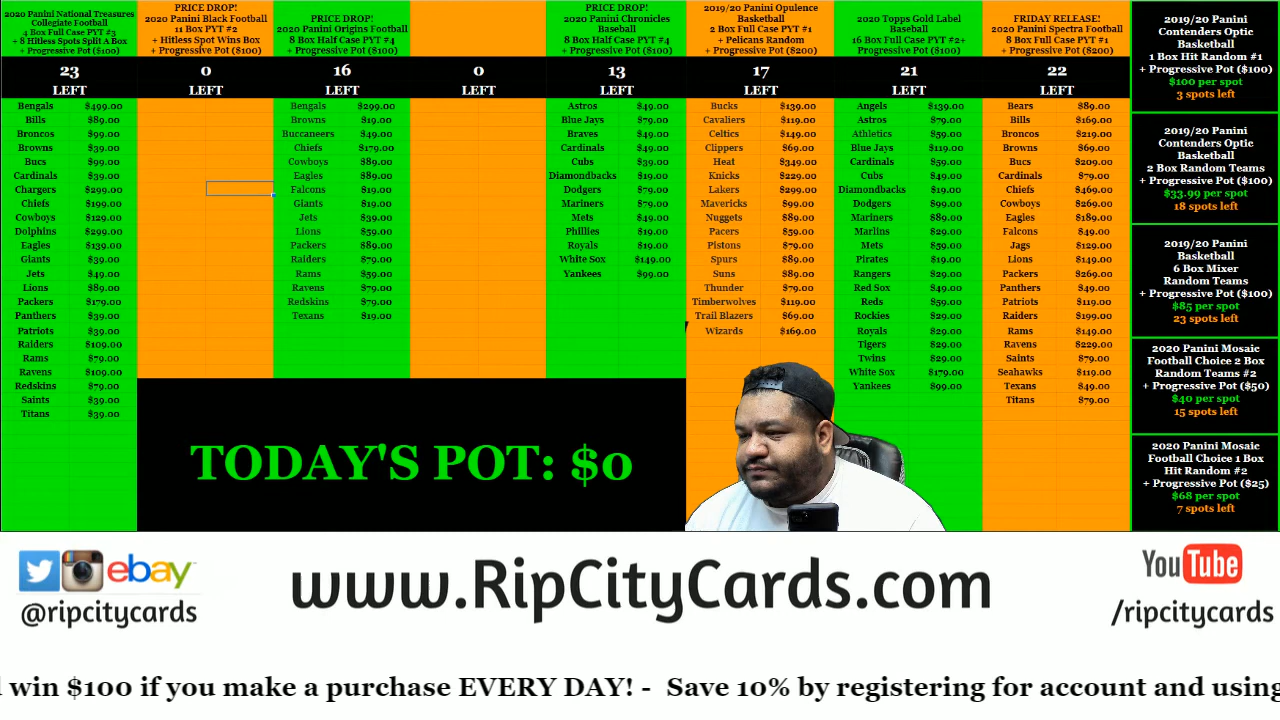 2020 Panini National Treasures
Collegiate Football
4 Box Full Case PYT #3
+ 8 Hitless Spots Split A Box
+ Progressive Pot ($100)
23
LEFT
Bengals $499.00
Bills $89.00
Broncos $99.00
Browns $39.00
Bucs $99.00
Cardinals $39.00
Chargers $299.00
Chiefs $199.00
Cowboys $129.00
Dolphins $299.00
Eagles $139.00
Giants $39.00
Jets $49.00
Lions $89.00
Packers $179.00
Panthers $39.00
Patriots $39.00
Raiders $109.00
Rams $79.00
Ravens $109.00
Redskins $79.00
Saints $39.00
Titans $39.00
PRICE DROP!
2020 Panini Black Football
11 Box PYT #2
+ Hitless Spot Wins Box
+ Progressive Pot ($100)
0
LEFT
PRICE DROP!
2020 Panini Origins Football
8 Box Half Case PYT #4
+ Progressive Pot ($100)
16
LEFT
Bengals $299.00
Browns $19.00
Buccaneers $49.00
Chiefs $179.00
Cowboys $89.00
Eagles $89.00
Falcons $19.00
Giants $19.00
Jets $39.00
Lions $59.00
Packers $89.00
Raiders $79.00
Rams $59.00
Ravens $79.00
Redskins $79.00
Texans $19.00
0
LEFT
PRICE DROP!
2020 Panini Chronicles
Baseball
8 Box Half Case PYT #4
+ Progressive Pot ($100)
13
LEFT
Astros $49.00
Blue Jays $79.00
Braves $49.00
Cardinals $49.00
Cubs $39.00
Diamondbacks $19.00
Dodgers $79.00
Mariners $79.00
Mets $49.00
Phillies $19.00
Royals $19.00
White Sox $149.00
Yankees $99.00
2019/20 Panini Opulence
Basketball
2 Box Full Case PYT #1
+ Pelicans Random
+ Progressive Pot ($200)
17
LEFT
Bucks $139.00
Cavaliers $119.00
Celtics $149.00
Clippers $69.00
Heat $349.00
Knicks $229.00
Lakers $299.00
Mavericks $99.00
Nuggets $89.00
Pacers $59.00
Pistons $79.00
Spurs $89.00
Suns $89.00
Thunder $79.00
Timberwolves $119.00
Trail Blazers $69.00
Wizards $169.00
2020 Topps Gold Label
Baseball
16 Box Full Case PYT #2+
+ Progressive Pot ($100)
21
LEFT
Angels $139.00
Astros $79.00
Athletics $59.00
Blue Jays $119.00
Cardinals $59.00
Cubs $49.00
Diamondbacks $19.00
Dodgers $99.00
Mariners $89.00
Marlins $29.00
Mets $59.00
Pirates $19.00
Rangers $29.00
Red Sox $49.00
Reds $59.00
Rockies $29.00
Royals $29.00
Tigers $29.00
Twins $29.00
White Sox $179.00
Yankees $99.00
FRIDAY RELEASE!
2020 Panini Spectra Football
8 Box Full Case PYT #1
+ Progressive Pot ($200)
22
LEFT
Bears $89.00
Bills $169.00
Broncos $219.00
Browns $69.00
Bucs $209.00
Cardinals $79.00
Chiefs $469.00
Cowboys $269.00
Eagles $189.00
Falcons $49.00
Jags $129.00
Lions $149.00
Packers $269.00
Panthers $49.00
Patriots $119.00
Raiders $199.00
Rams $149.00
Ravens $229.00
Saints $79.00
Seahawks $119.00
Texans $49.00
Titans $79.00
2019/20 Panini
Contenders Optic
Basketball
1 Box Hit Random #1
+ Progressive Pot ($100)
$100 per spot
3 spots left
2019/20 Panini
Contenders Optic
Basketball
2 Box Random Teams
+ Progressive Pot ($100)
$33.99 per spot
18 spots left
2019/20 Panini
Basketball
6 Box Mixer
Random Teams
+ Progressive Pot ($100)
$85 per spot
23 spots left
2020 Panini Mosaic
Football Choice 2 Box
Random Teams #2
+ Progressive Pot ($50)
$40 per spot
15 spots left
2020 Panini Mosaic
Football Choice 1 Box
Hit Random #2
+ Progressive Pot ($25)
$68 per spot
7 spots left
TODAY'S POT: $0
ebay
@ripcitycards
www.RipCityCards.com
YouTube
/ripcitycards
win $100 if you make a purchase EVERY DAY! - Save 10% by registering for account and using